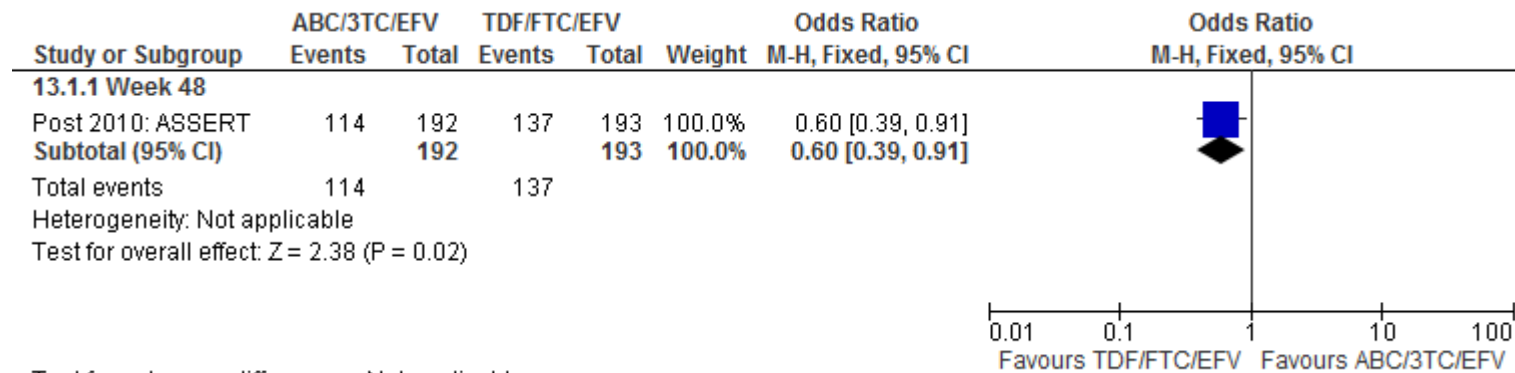 ABC/3TC/EFV TDF/FTC/EFV Odds Ratio Odds Ratio
Study or Subgroup Events Total Events Total Weight M-H, Fixed, 95% CI M-H, Fixed, 95% CI
13.1.1 Week 48
Post 2010: ASSERT 114 192 137 193 100.0% 0.60 [0.39, 0.91]
Subtotal (95% CI) 192 193 100.0% 0.60 [0.39, 0.91]
Total events 114 137
Heterogeneity: Not applicable
Test for overall effect: Z = 2.38 (P = 0.02)
0.01 0.1 1 10 100
Favours TDF/FTC/EFV Favours ABC/3TC/EFV